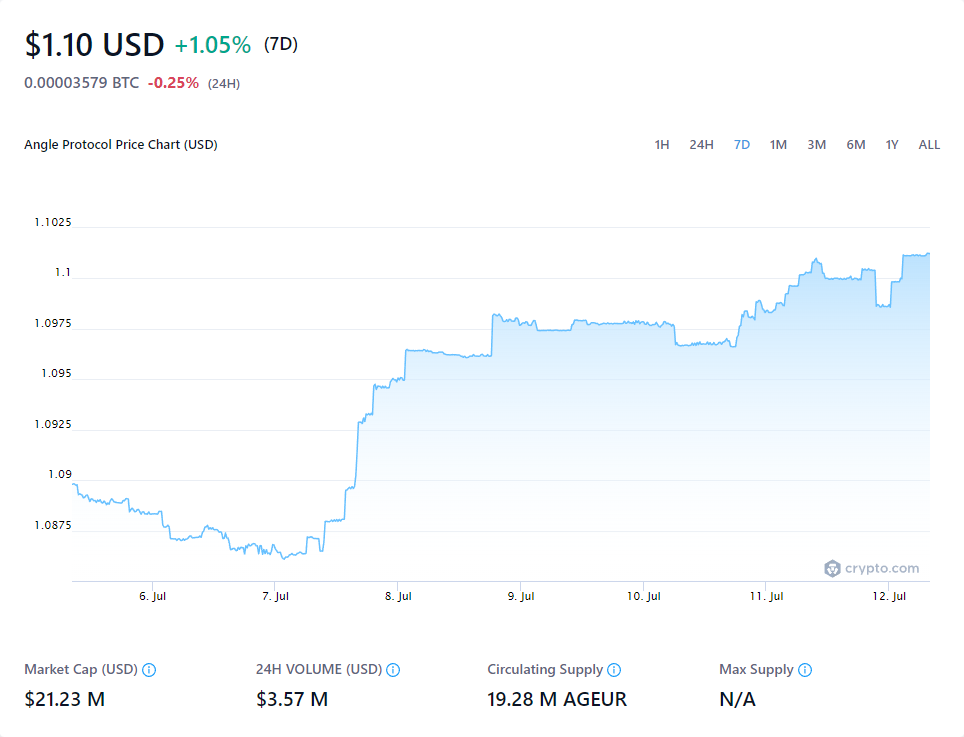 $1.10 USD +1.05% (7D)
0.00003579 BTC -0.25% (24H)
Angle Protocol Price Chart (USD)
1H 24H 7D 1M 3M 6M 1Y ALL
1.1025
1.1
1.0975
1.095
1.0925
1.09
1.0875
crypto.com
6. Jul 7. Jul 8. Jul 9. Jul 10. Jul 11. Jul 12. Jul
Market Cap (USD) 24H VOLUME (USD) Circulating Supply Max Supply
$21.23 M $3.57 M 19.28 M AGEUR N/A